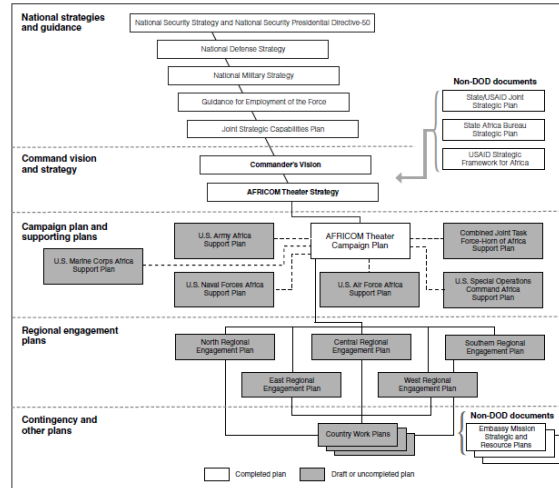 National strategies
and guidance
National Security Strategy and National Security Presidential Directive-50
National Defense Strategy
National Military Strategy
Guidance for Employment of the Force
Joint Strategic Capabilities Plan
Non-DOD documents
State/USAID Joint
Strategic Plan
State Africa Bureau
Strategic Plan
USAID Strategic
Framework for Africa
Command vision
and strategy
Commander's Vision
AFRICOM Theater Strategy
Campaign plan and
supporting plans
U.S. Marine Corps Africa
Support Plan
U.S. Army Africa
Support Plan
U.S. Naval Forces Africa
Support Plan
AFRICOM Theater
Campaign Plan
U.S. Air Force Africa
Support Plan
Combined Joint Task
Force-Horn of Africa
Support Plan
U.S. Special Operations
Command Africa
Support Plan
Regional engagement
plans
North Regional
Engagement Plan
Central Regional
Engagement Plan
Southern Regional
Engagement Plan
East Regional
Engagement Plan
West Regional
Engagement Plan
Contingency and
other plans
Country Work Plans
Non-DOD documents
Embassy Mission
Strategic and
Resource Plans
Completed plan
Draft or uncompleted plan